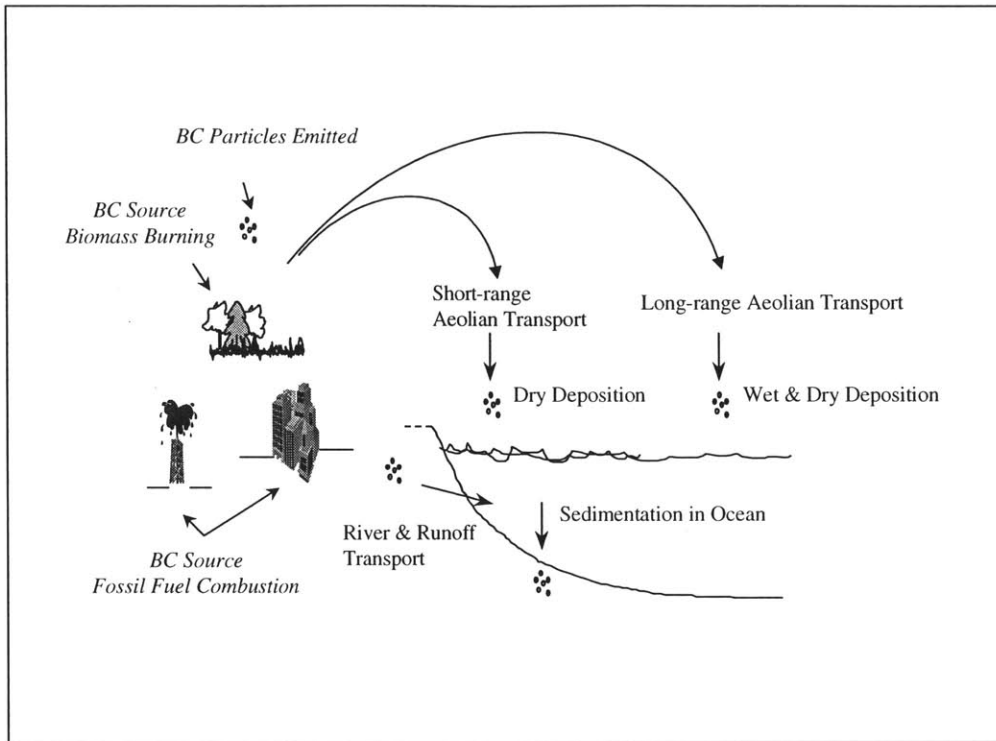 BC Particles Emitted
BC Source
Biomass Burning
Short-range
Aeolian Transport
Long-range Aeolian Transport
Dry Deposition
Wet & Dry Deposition
River & Runoff
Transport
Sedimentation in Ocean
BC Source
Fossil Fuel Combustion